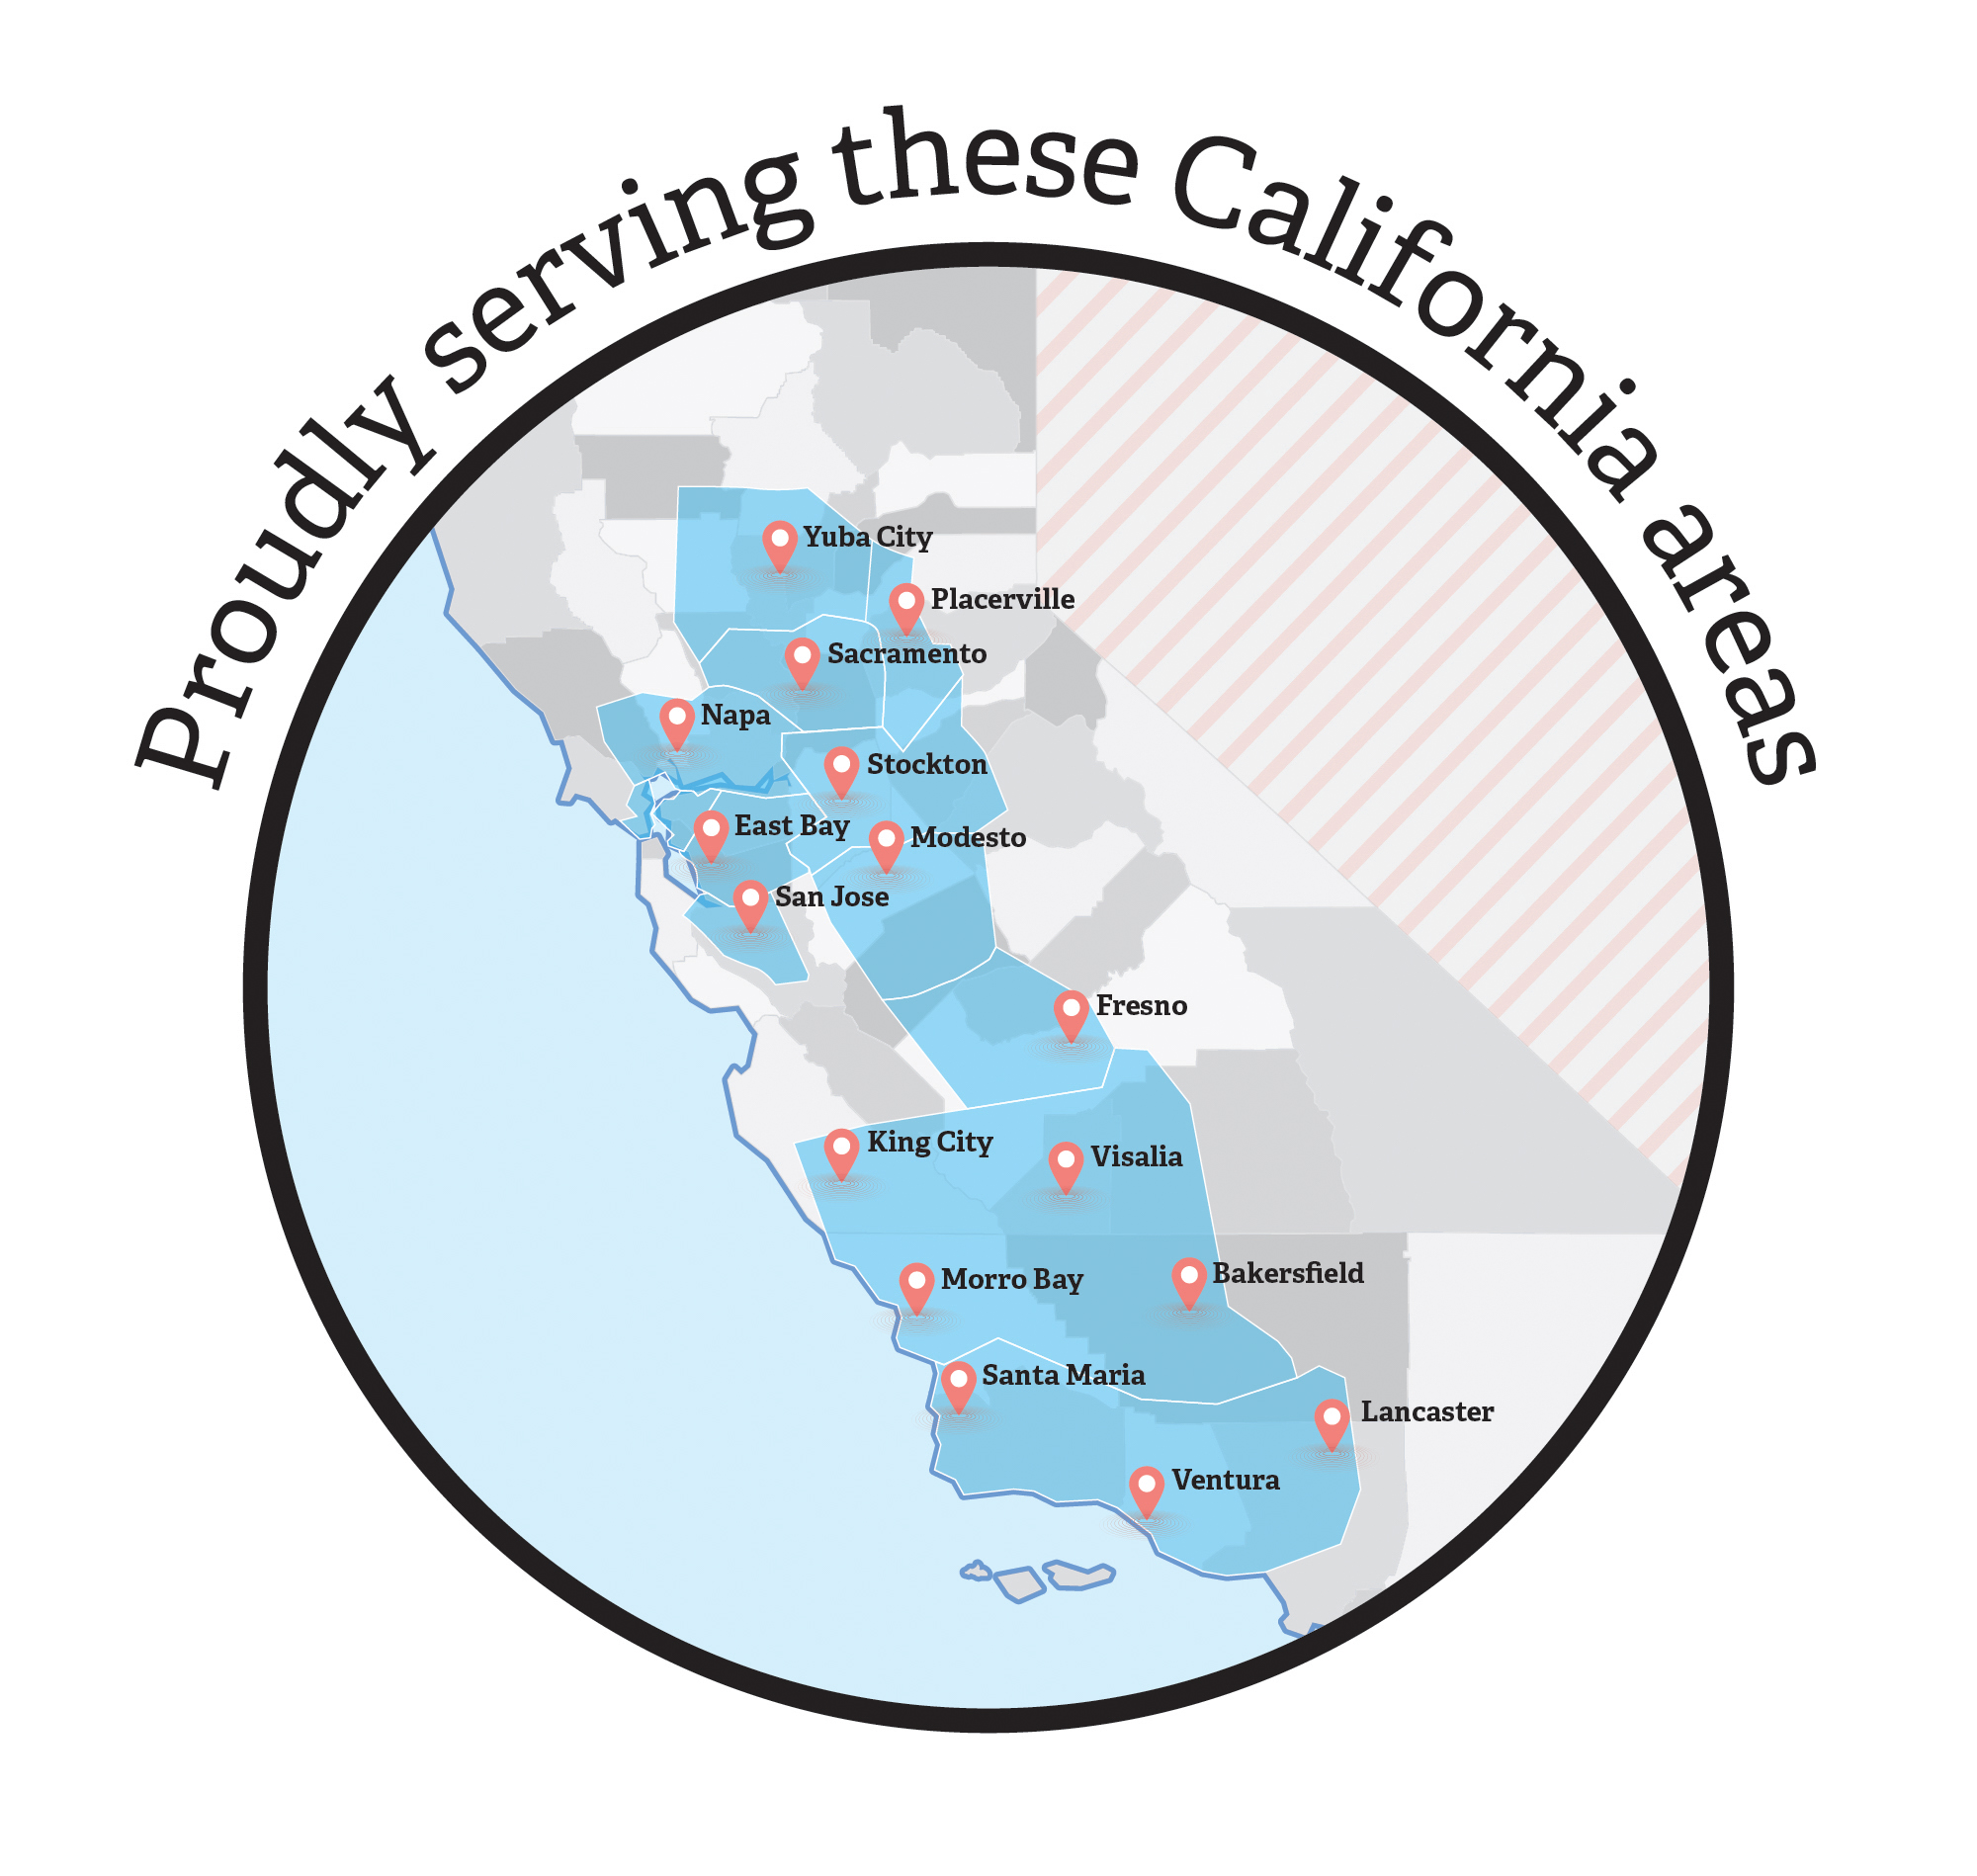 Proudly serving these California areas
Yuba City
Placerville
Sacramento
Napa
Stockton
East Bay
Modesto
San Jose
Fresno
King City
Visalia
Bakersfield
Morro Bay
Santa Maria
Lancaster
Ventura